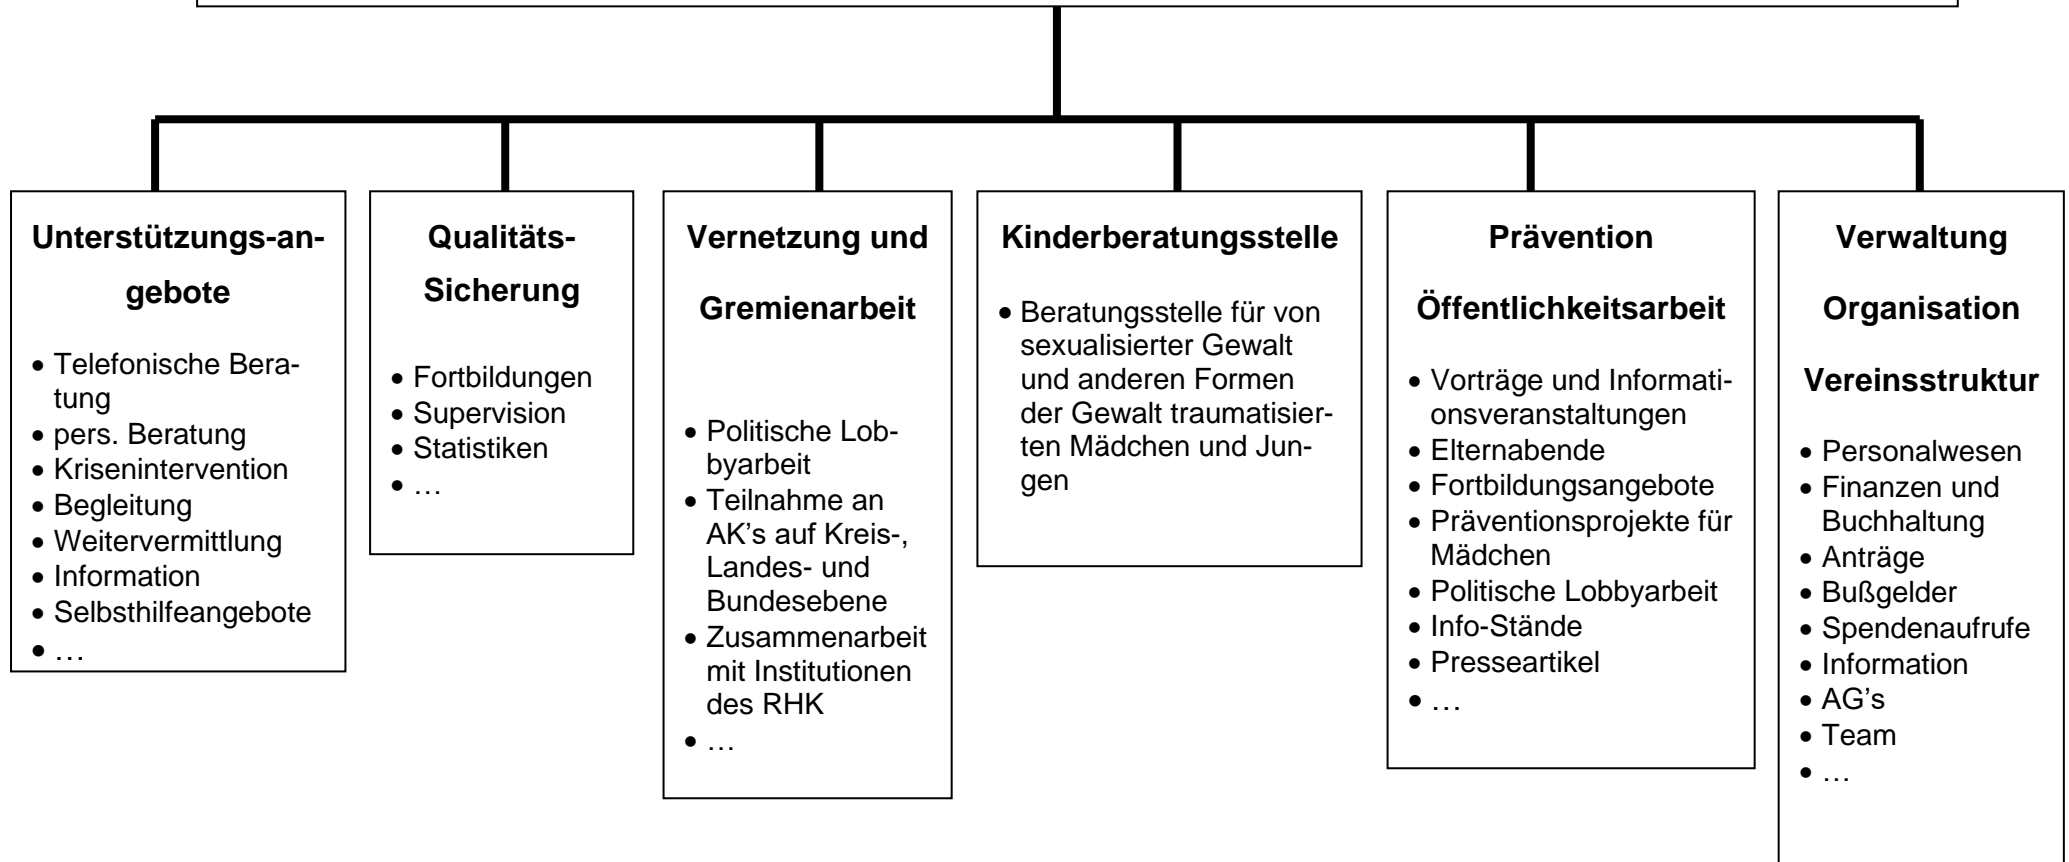 Unterstützungs-an-
gebote
• Telefonische Bera-
tung
• pers. Beratung
• Krisenintervention
• Begleitung
• Weitervermittlung
• Information
• Selbsthilfeangebote
• …
Qualitäts-
Sicherung
• Fortbildungen
• Supervision
• Statistiken
• …
Vernetzung und
Gremienarbeit
• Politische Lob-
byarbeit
• Teilnahme an
AK’s auf Kreis-,
Landes- und
Bundesebene
• Zusammenarbeit
mit Institutionen
des RHK
• …
Kinderberatungsstelle
• Beratungsstelle für von
sexualisierter Gewalt
und anderen Formen
der Gewalt traumatisier-
ten Mädchen und Jun-
gen
Prävention
Öffentlichkeitsarbeit
• Vorträge und Informati-
onsveranstaltungen
• Elternabende
• Fortbildungsangebote
• Präventionsprojekte für
Mädchen
• Politische Lobbyarbeit
• Info-Stände
• Presseartikel
• …
Verwaltung
Organisation
Vereinsstruktur
• Personalwesen
• Finanzen und
Buchhaltung
• Anträge
• Bußgelder
• Spendenaufrufe
• Information
• AG’s
• Team
• …